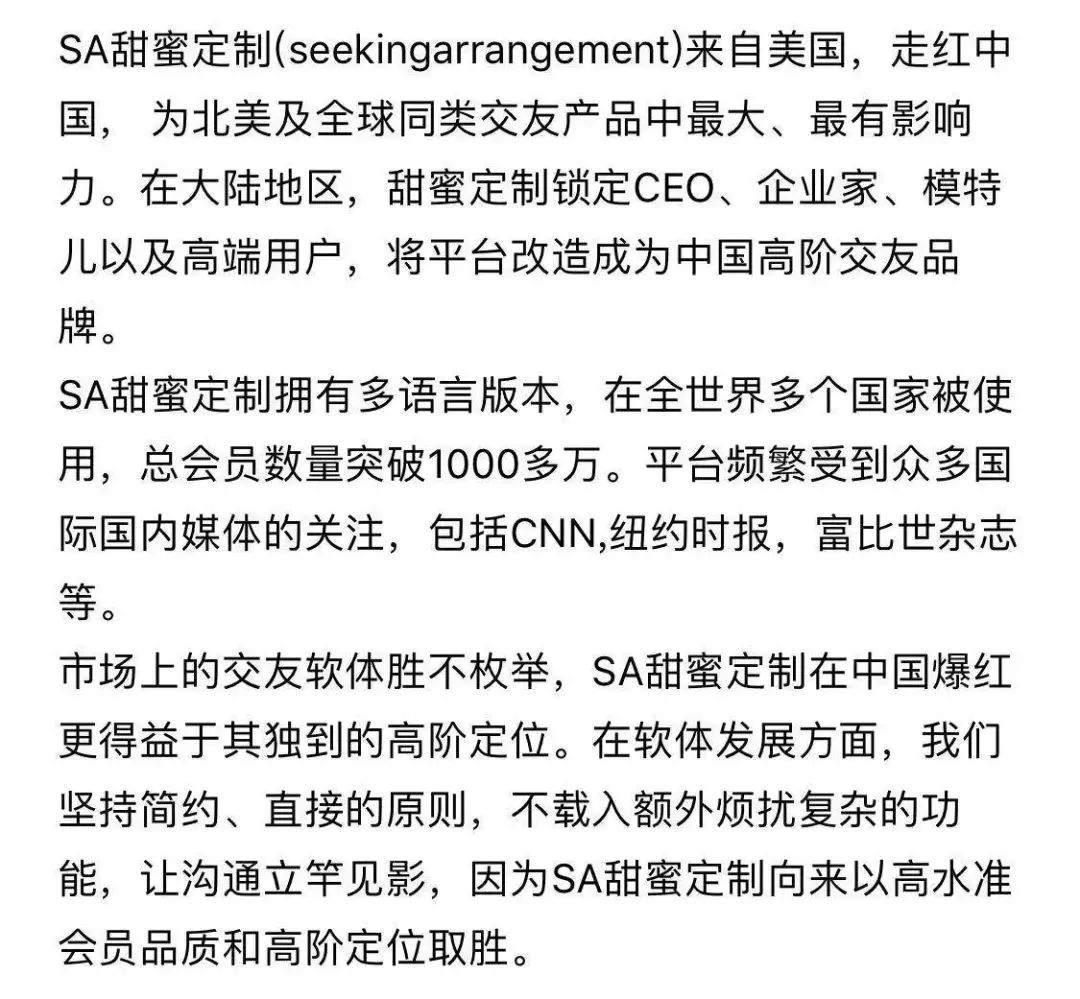 SA甜蜜定制(seekingarrangement)来自美国，走红中
国， 为北美及全球同类交友产品中最大、最有影响
力。在大陆地区，甜蜜定制锁定CEO、企业家、模特
儿以及高端用户，将平台改造成为中国高阶交友品
牌。
SA甜蜜定制拥有多语言版本，在全世界多个国家被使
用，总会员数量突破1000多万。平台频繁受到众多国
际国内媒体的关注，包括CNN,纽约时报，富比世杂志
等。
市场上的交友软体胜不枚举，SA甜蜜定制在中国爆红
更得益于其独到的高阶定位。在软体发展方面，我们
坚持简约、直接的原则，不载入额外烦扰复杂的功
能，让沟通立竿见影，因为SA甜蜜定制向来以高水准
会员品质和高阶定位取胜。